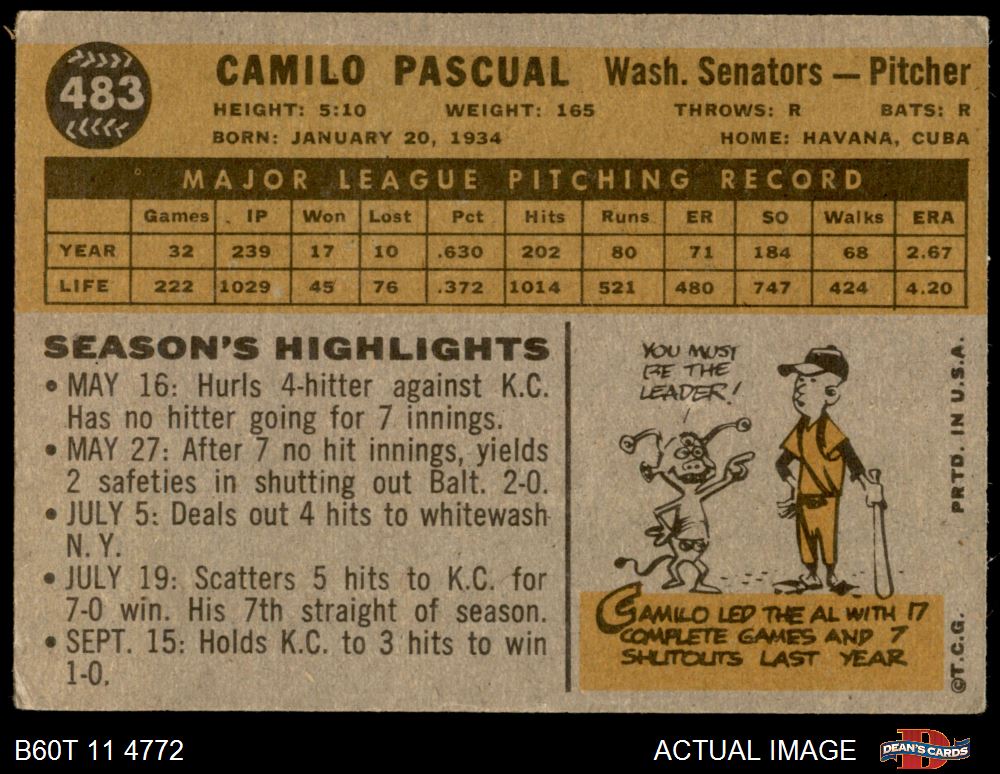 483
CAMILO PASCUAL Wash. Senators — Pitcher
HEIGHT: 5:10 WEIGHT: 165 THROWS: R BATS: R
BORN: JANUARY 20, 1934 HOME: HAVANA, CUBA
MAJOR LEAGUE PITCHING RECORD
Games IP Won Lost Pct Hits Runs ER SO Walks ERA
YEAR 32 239 17 10 .630 202 80 71 184 68 2.67
LIFE 222 1029 45 76 .372 1014 521 480 747 424 4.20
SEASON'S HIGHLIGHTS
• MAY 16: Hurls 4-hitter against K.C.
Has no hitter going for 7 innings.
• MAY 27: After 7 no hit innings, yields
2 safeties in shutting out Balt. 2-0.
• JULY 5: Deals out 4 hits to whitewash
N. Y.
• JULY 19: Scatters 5 hits to K.C. for
7-0 win. His 7th straight of season.
• SEPT. 15: Holds K.C. to 3 hits to win
1-0.
YOU MUST
BE THE
LEADER!
CAMILO LED THE AL WITH 17
COMPLETE GAMES AND 7
SHUTOUTS LAST YEAR
©T.C.G. PRTD. IN U.S.A.
B60T 11 4772 ACTUAL IMAGE DEAN'S CARDS